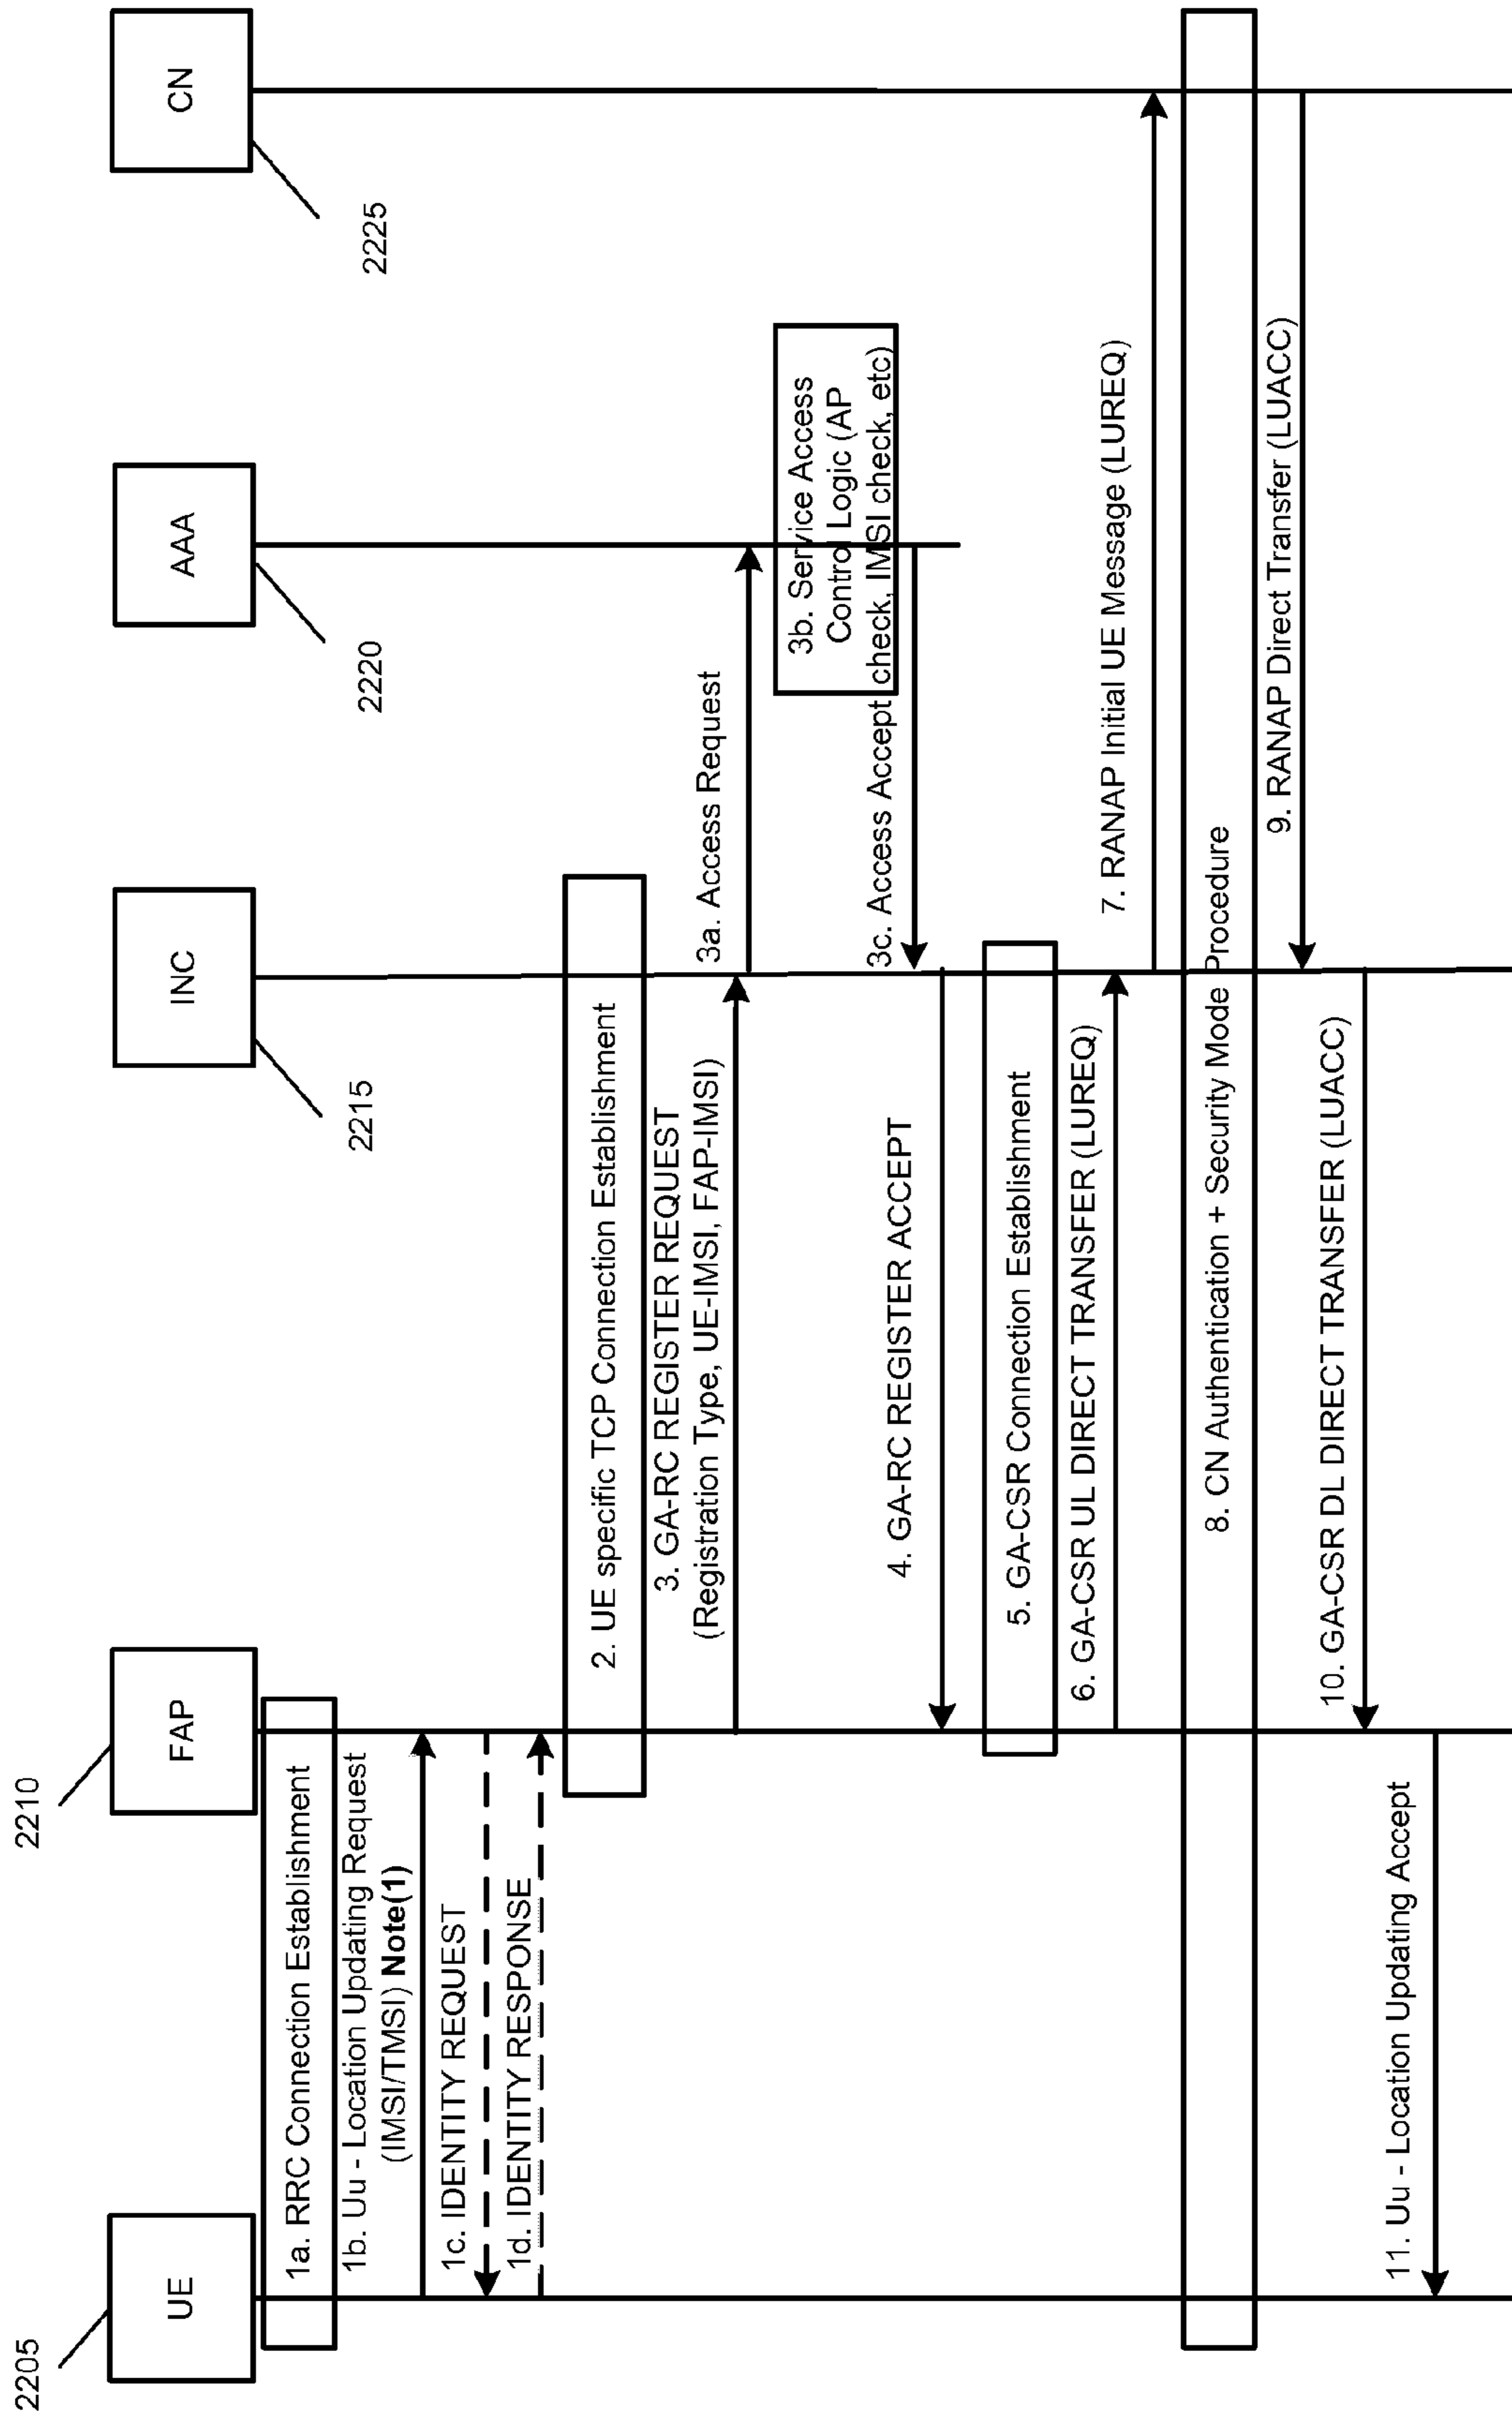 UE
FAP
INC
AAA
CN
2205
2210
2215
2220
2225
1a. RRC Connection Establishment
1b. Uu - Location Updating Request
(IMSI/TMSI) Note(1)
1c. IDENTITY REQUEST
1d. IDENTITY RESPONSE
2. UE specific TCP Connection Establishment
3. GA-RC REGISTER REQUEST
(Registration Type, UE-IMSI, FAP-IMSI)
3a. Access Request
3b. Service Access
Control Logic (AP
check, IMSI check, etc)
3c. Access Accept
4. GA-RC REGISTER ACCEPT
5. GA-CSR Connection Establishment
6. GA-CSR UL DIRECT TRANSFER (LUREQ)
7. RANAP Initial UE Message (LUREQ)
8. CN Authentication + Security Mode Procedure
9. RANAP Direct Transfer (LUACC)
10. GA-CSR DL DIRECT TRANSFER (LUACC)
11. Uu - Location Updating Accept